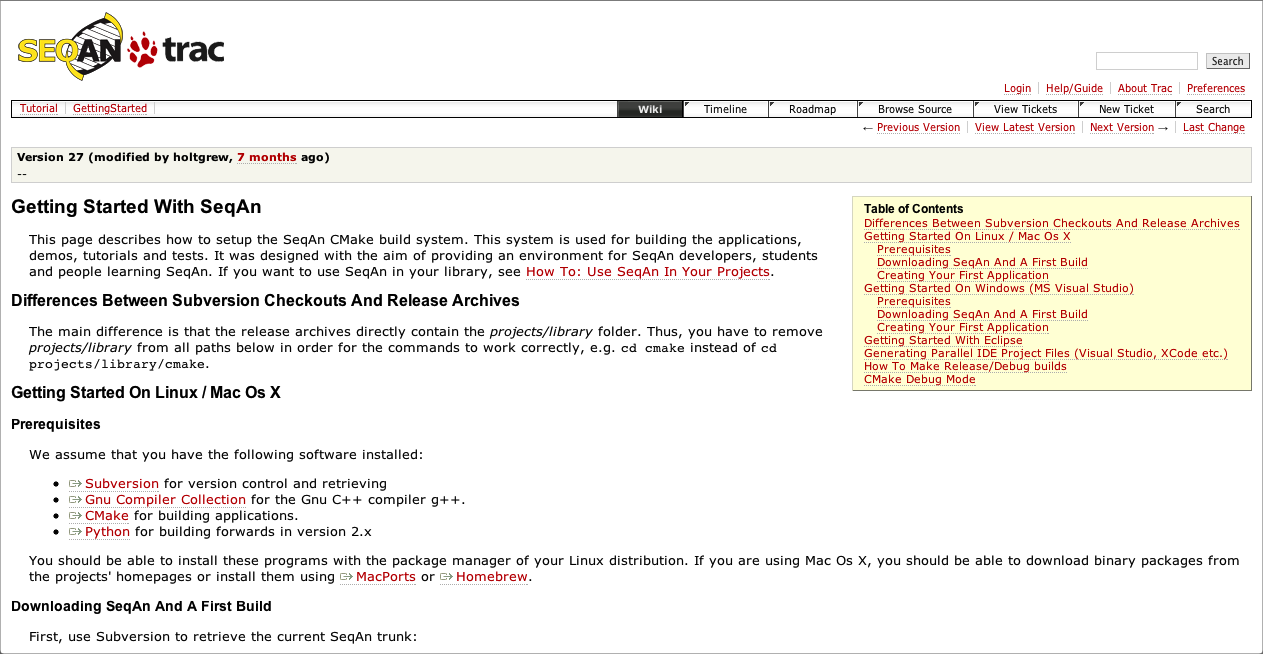 SEQAN trac
Search
Login Help/Guide About Trac Preferences
Tutorial GettingStarted Wiki Timeline Roadmap Browse Source View Tickets New Ticket Search
← Previous Version View Latest Version Next Version → Last Change
Version 27 (modified by holtgrew, 7 months ago)
--
Getting Started With SeqAn
This page describes how to setup the SeqAn CMake build system. This system is used for building the applications,
demos, tutorials and tests. It was designed with the aim of providing an environment for SeqAn developers, students
and people learning SeqAn. If you want to use SeqAn in your library, see How To: Use SeqAn In Your Projects.
Differences Between Subversion Checkouts And Release Archives
The main difference is that the release archives directly contain the projects/library folder. Thus, you have to remove
projects/library from all paths below in order for the commands to work correctly, e.g. cd cmake instead of cd
projects/library/cmake.
Table of Contents
Differences Between Subversion Checkouts And Release Archives
Getting Started On Linux / Mac Os X
Prerequisites
Downloading SeqAn And A First Build
Creating Your First Application
Getting Started On Windows (MS Visual Studio)
Prerequisites
Downloading SeqAn And A First Build
Creating Your First Application
Getting Started With Eclipse
Generating Parallel IDE Project Files (Visual Studio, XCode etc.)
How To Make Release/Debug builds
CMake Debug Mode
Getting Started On Linux / Mac Os X
Prerequisites
We assume that you have the following software installed:
• Subversion for version control and retrieving
• Gnu Compiler Collection for the Gnu C++ compiler g++.
• CMake for building applications.
• Python for building forwards in version 2.x
You should be able to install these programs with the package manager of your Linux distribution. If you are using Mac Os X, you should be able to download binary packages from
the projects' homepages or install them using MacPorts or Homebrew.
Downloading SeqAn And A First Build
First, use Subversion to retrieve the current SeqAn trunk: